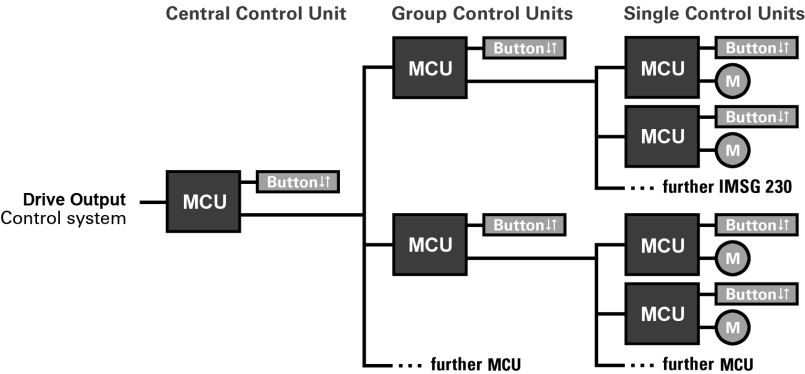 Central Control Unit
Group Control Units
Single Control Units
Drive Output
Control system
MCU
Button↓↑
MCU
Button↓↑
MCU
Button↓↑
M
MCU
Button↓↑
M
··· further IMSG 230
MCU
Button↓↑
MCU
Button↓↑
M
MCU
Button↓↑
M
··· further MCU
··· further MCU